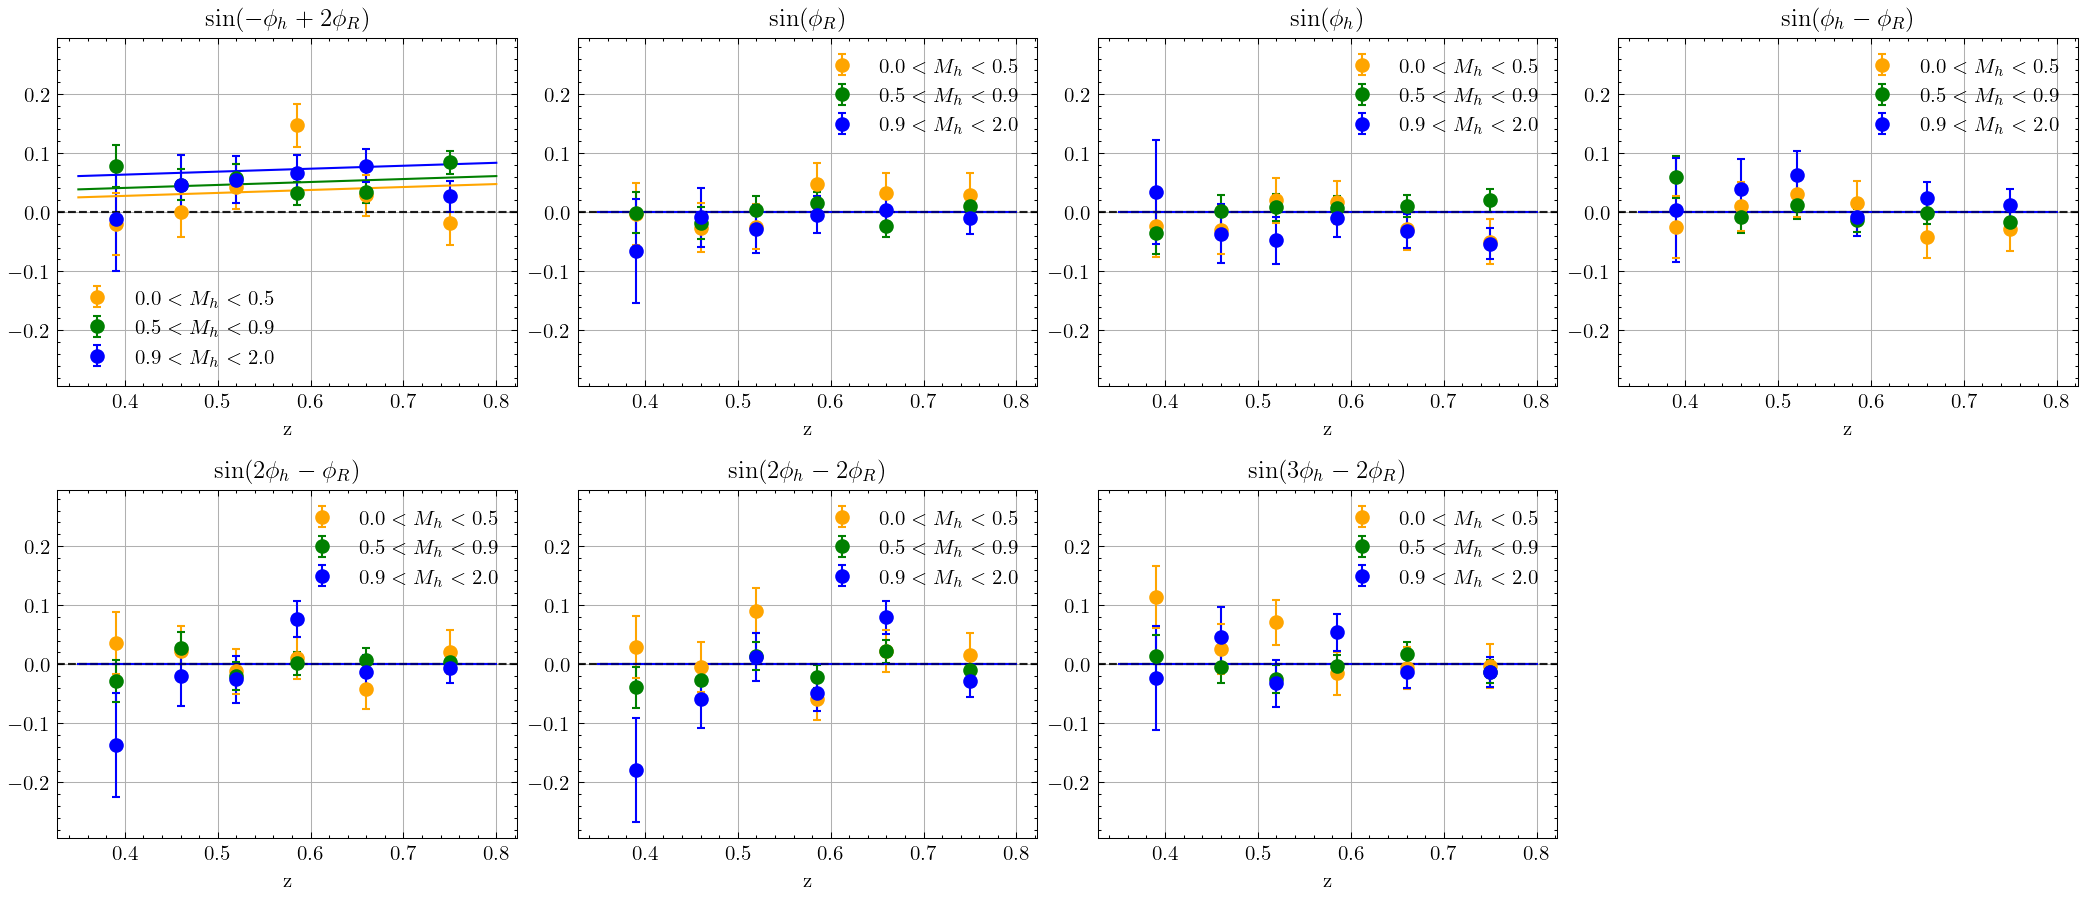 sin(−ϕ_h + 2ϕ_R)
0.2
0.1
0.0
−0.1
−0.2
0.0 < M_h < 0.5
0.5 < M_h < 0.9
0.9 < M_h < 2.0
0.4 0.5 0.6 0.7 0.8
z
sin(ϕ_R)
0.0 < M_h < 0.5
0.5 < M_h < 0.9
0.9 < M_h < 2.0
0.2
0.1
0.0
−0.1
−0.2
0.4 0.5 0.6 0.7 0.8
z
sin(ϕ_h)
0.0 < M_h < 0.5
0.5 < M_h < 0.9
0.9 < M_h < 2.0
0.2
0.1
0.0
−0.1
−0.2
0.4 0.5 0.6 0.7 0.8
z
sin(ϕ_h − ϕ_R)
0.0 < M_h < 0.5
0.5 < M_h < 0.9
0.9 < M_h < 2.0
0.2
0.1
0.0
−0.1
−0.2
0.4 0.5 0.6 0.7 0.8
z
sin(2ϕ_h − ϕ_R)
0.0 < M_h < 0.5
0.5 < M_h < 0.9
0.9 < M_h < 2.0
0.2
0.1
0.0
−0.1
−0.2
0.4 0.5 0.6 0.7 0.8
z
sin(2ϕ_h − 2ϕ_R)
0.0 < M_h < 0.5
0.5 < M_h < 0.9
0.9 < M_h < 2.0
0.2
0.1
0.0
−0.1
−0.2
0.4 0.5 0.6 0.7 0.8
z
sin(3ϕ_h − 2ϕ_R)
0.0 < M_h < 0.5
0.5 < M_h < 0.9
0.9 < M_h < 2.0
0.2
0.1
0.0
−0.1
−0.2
0.4 0.5 0.6 0.7 0.8
z